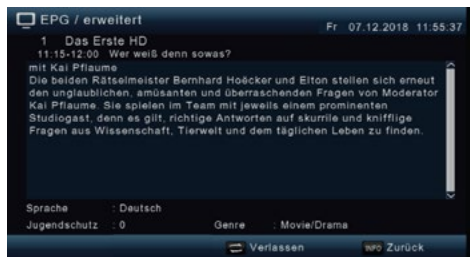 EPG / erweitert
Fr 07.12.2018 11:55:37
1 Das Erste HD
11:15-12:00 Wer weiß denn sowas?
mit Kai Pflaume
Die beiden Rätselmeister Bernhard Hoëcker und Elton stellen sich erneut
den unglaublichen, amüsanten und überraschenden Fragen von Moderator
Kai Pflaume. Sie spielen im Team mit jeweils einem prominenten
Studiogast, denn es gilt, richtige Antworten auf skurrile und knifflige
Fragen aus Wissenschaft, Tierwelt und dem täglichen Leben zu finden.
Sprache : Deutsch
Jugendschutz : 0 Genre : Movie/Drama
Verlassen INFO Zurück